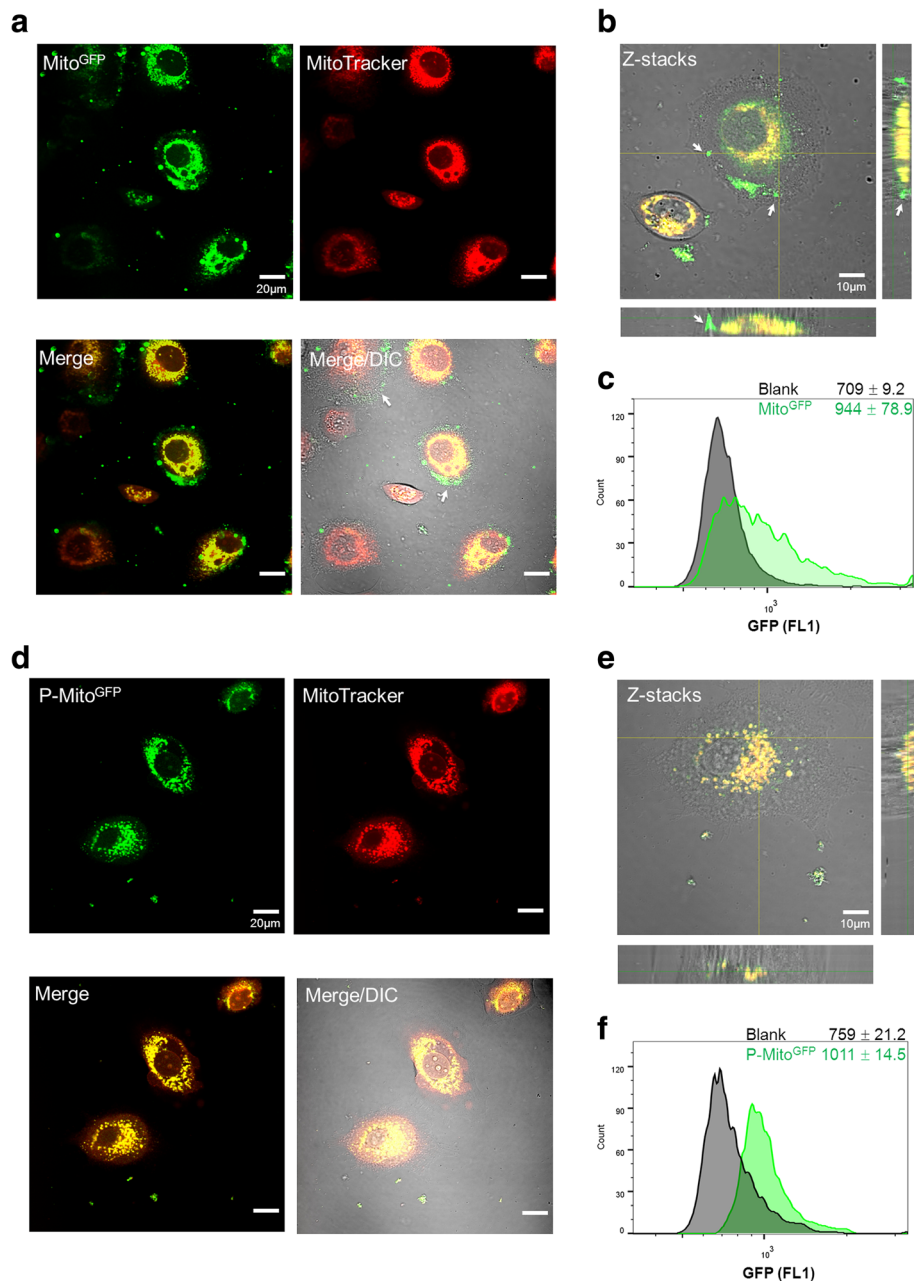 a
Mito^GFP
MitoTracker
20µm
Merge
Merge/DIC
b
Z-stacks
10µm
c
Blank 709 ± 9.2
Mito^GFP 944 ± 78.9
120
90
60
30
0
Count
10^3
GFP (FL1)
d
P-Mito^GFP
MitoTracker
20µm
Merge
Merge/DIC
e
Z-stacks
10µm
f
Blank 759 ± 21.2
P-Mito^GFP 1011 ± 14.5
120
90
60
30
0
Count
10^3
GFP (FL1)